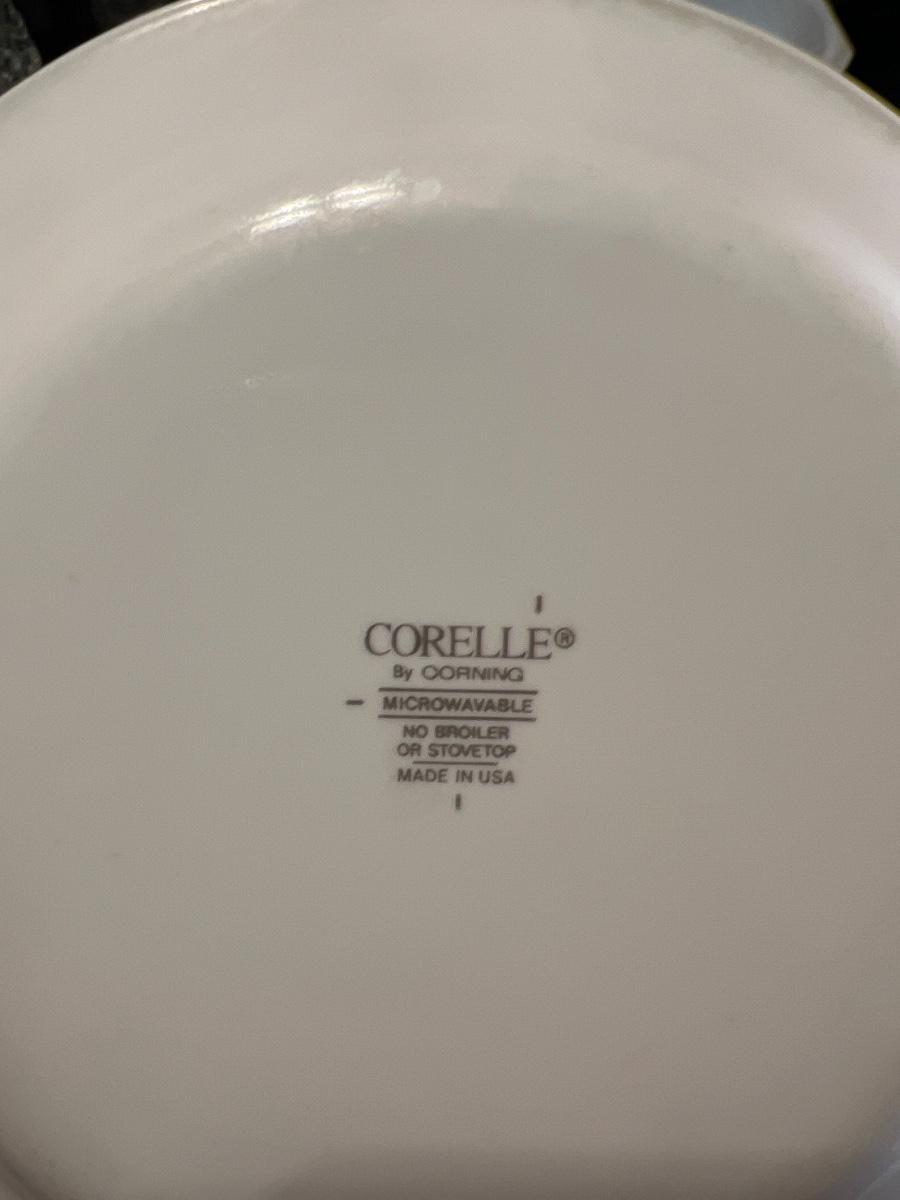 CORELLE®
By CORNING
MICROWAVABLE
NO BROILER
OR STOVETOP
MADE IN USA